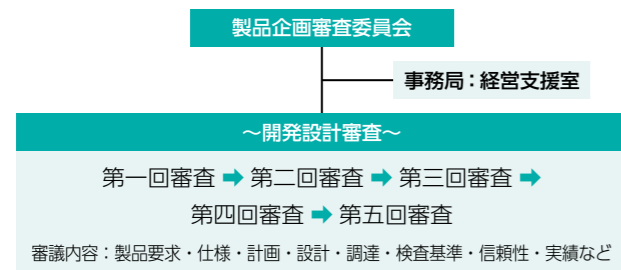 製品企画審査委員会
事務局：経営支援室
～開発設計審査～
第一回審査 ➡ 第二回審査 ➡ 第三回審査 ➡
第四回審査 ➡ 第五回審査
審議内容：製品要求・仕様・計画・設計・調達・検査基準・信頼性・実績など